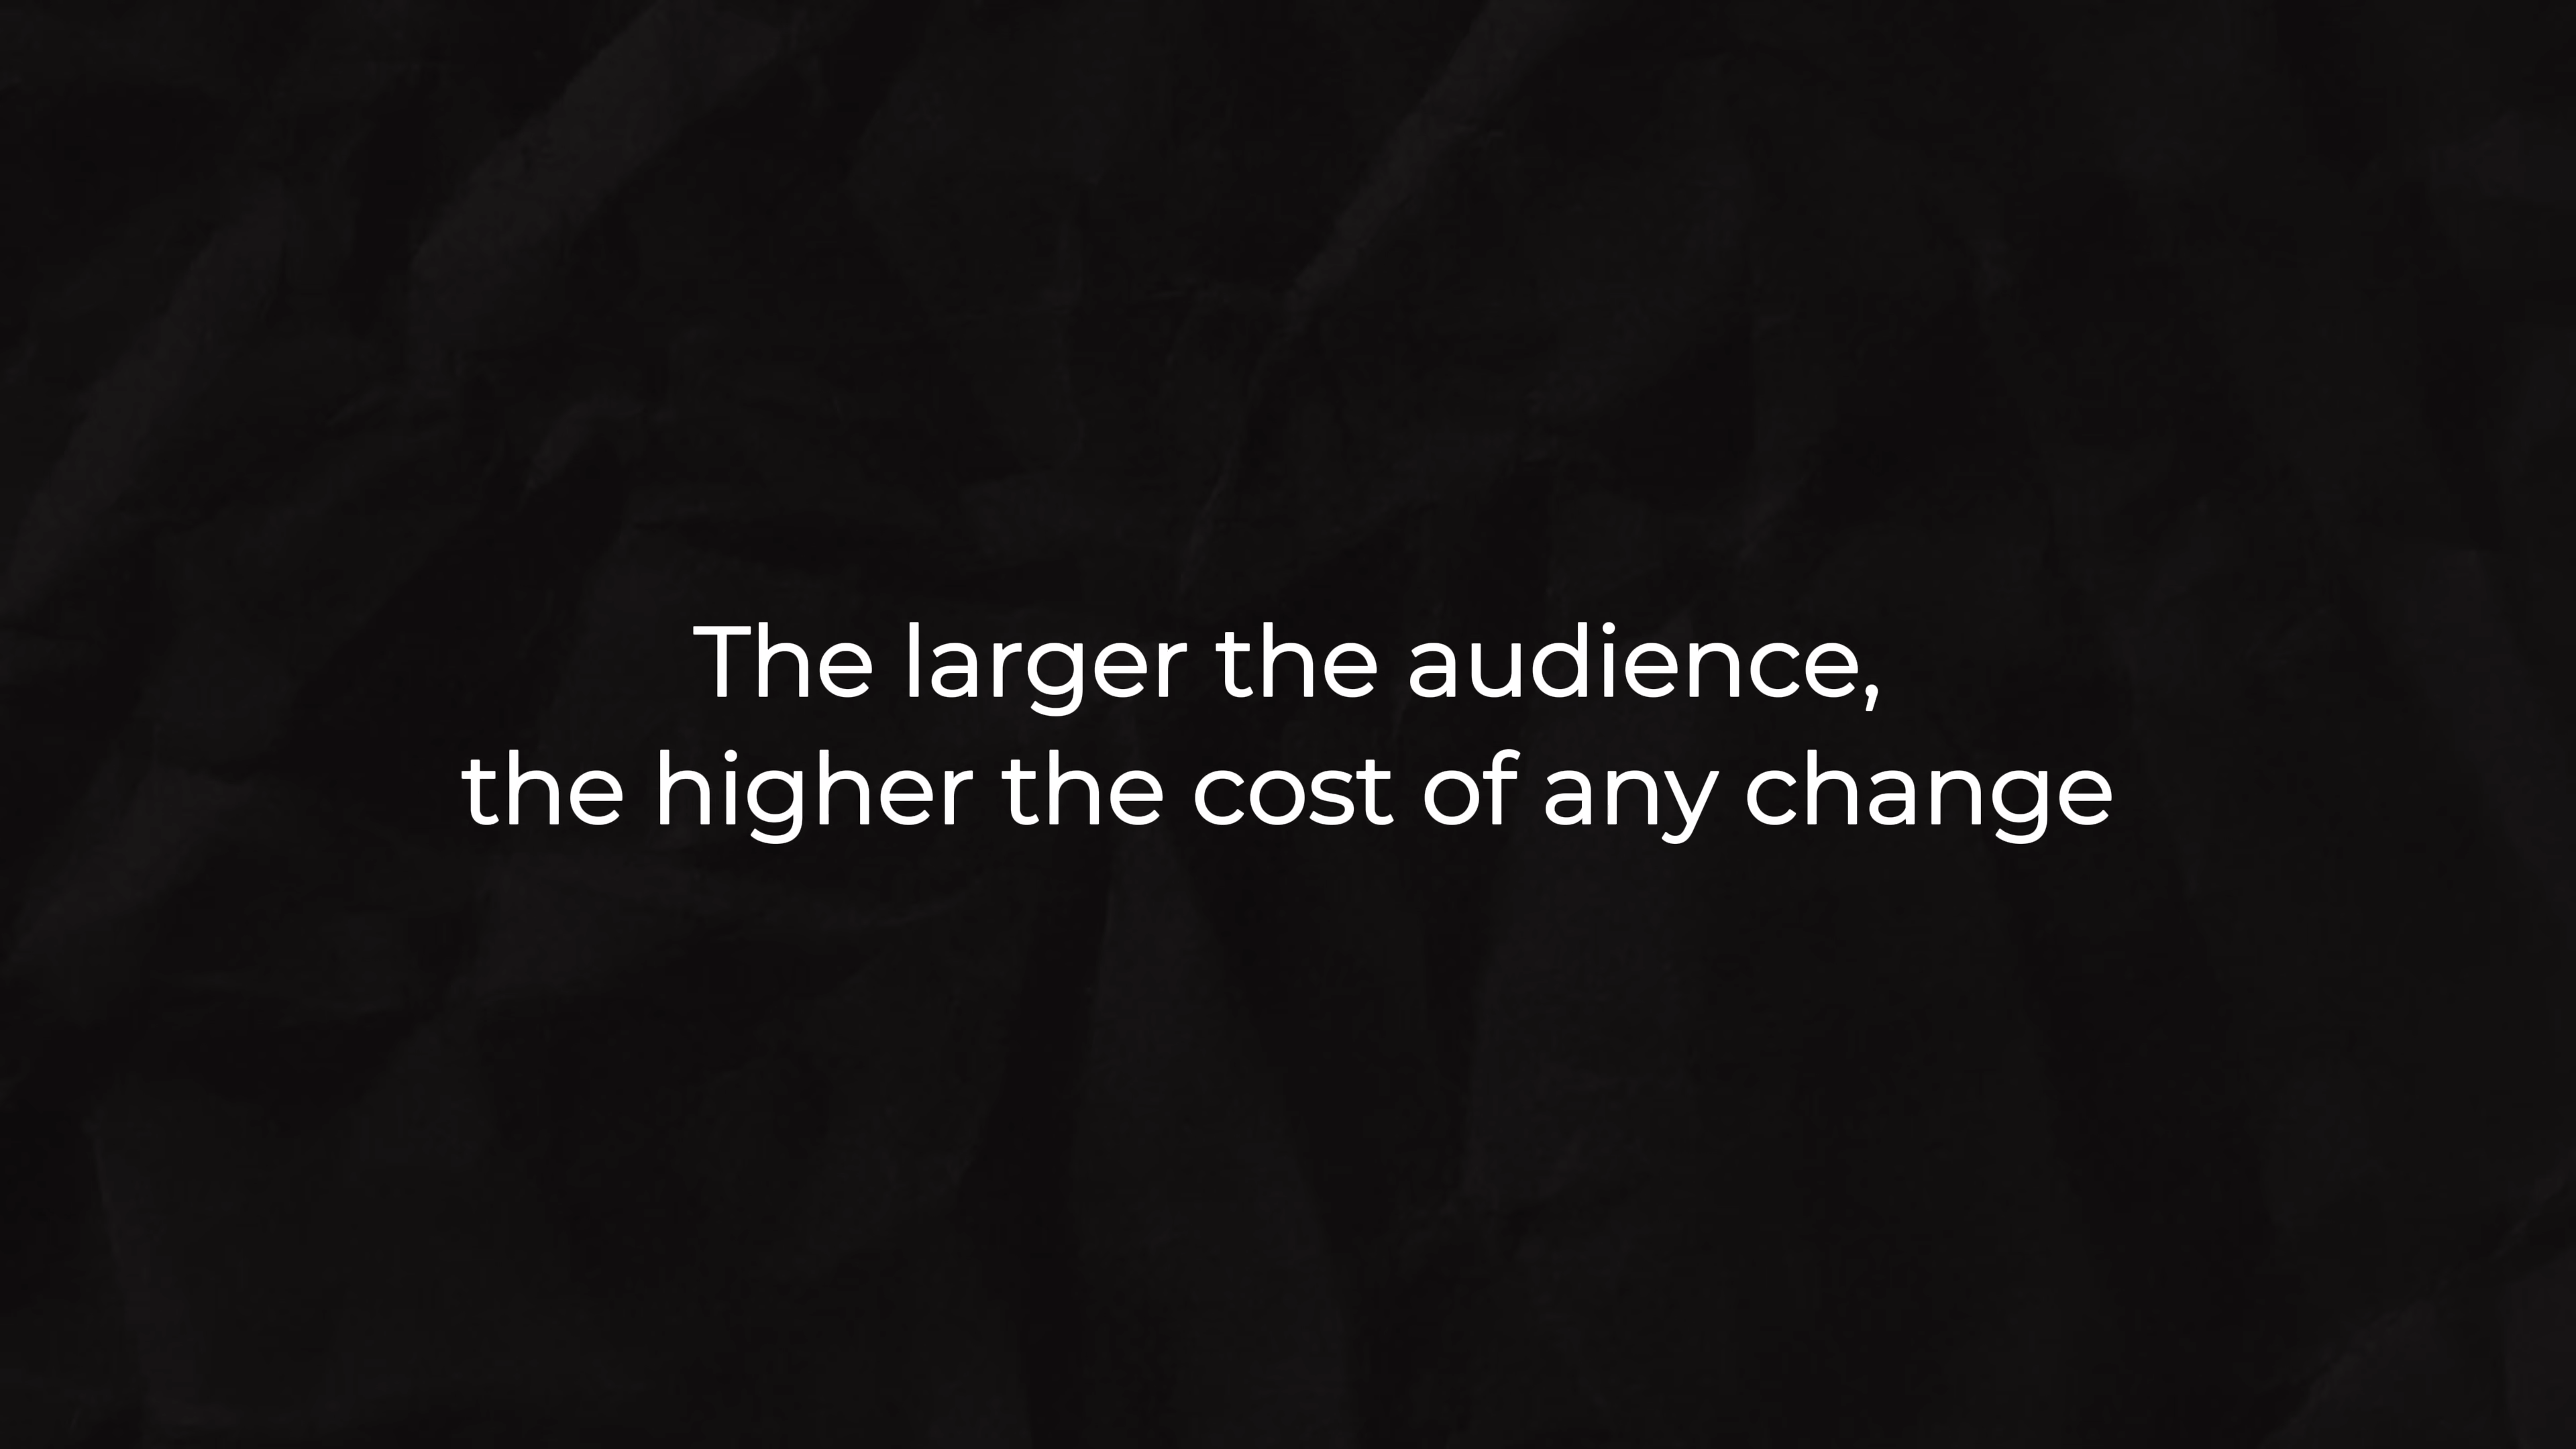 The larger the audience,
the higher the cost of any change